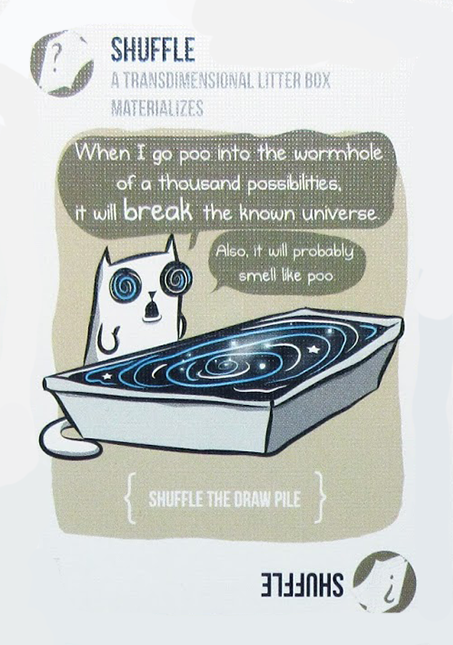 ?
SHUFFLE
A TRANSDIMENSIONAL LITTER BOX
MATERIALIZES
When I go poo into the wormhole
of a thousand possibilities,
it will break the known universe.
Also, it will probably
smell like poo
{ SHUFFLE THE DRAW PILE }
SHUFFLE
?